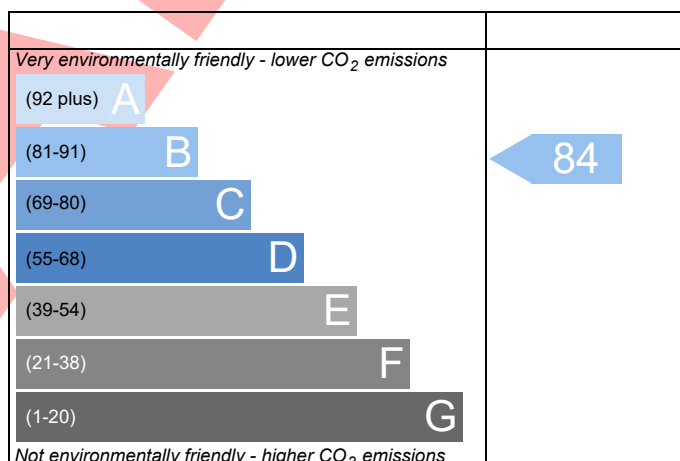 Very environmentally friendly - lower CO2 emissions
(92 plus) A
(81-91) B
84
(69-80) C
(55-68) D
(39-54) E
(21-38) F
(1-20) G
Not environmentally friendly - higher CO2 emissions